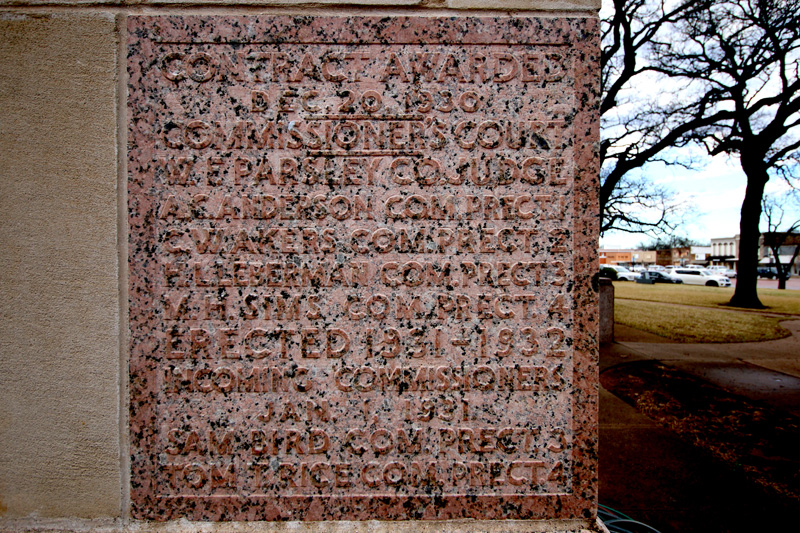 CONTRACT AWARDED
DEC. 20, 1930
COMMISSIONER'S COURT
PARSLEY CO. JUDGE
ANDERSON COM. PRECT. 1
C. W. AKERS COM. PRECT. 2
COM. PRECT. 3
SIMS COM. PRECT. 4
ERECTED 1931–1932
INCOMING COMMISSIONERS
JAN. 1, 1931
SAM BIRD COM. PRECT. 3
TOM PRICE COM. PRECT. 4